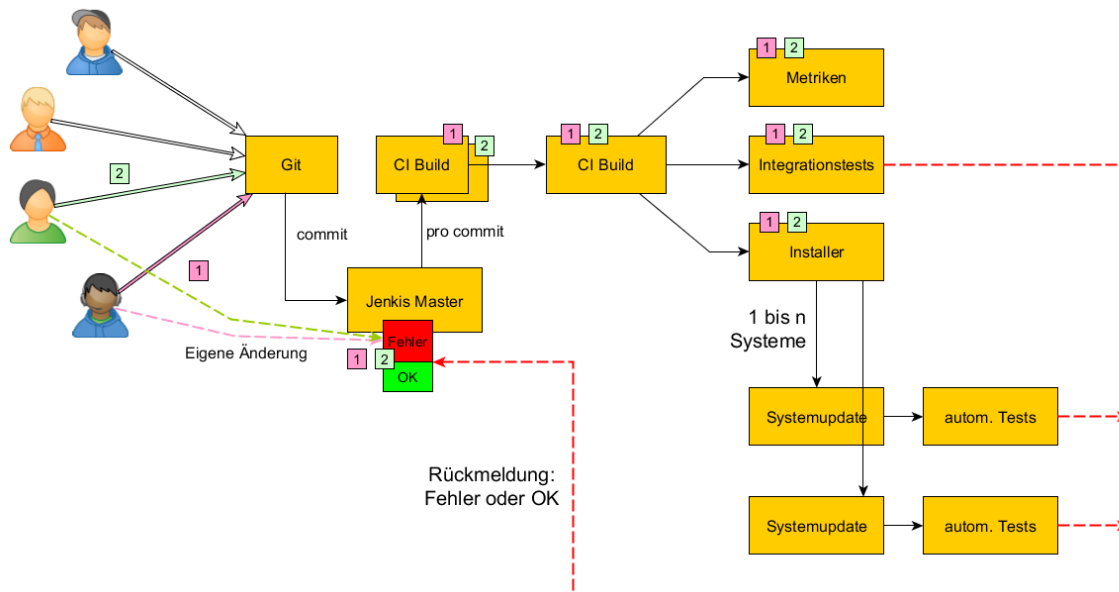 1 2
Metriken
1
2
CI Build
1 2
CI Build
1 2
Integrationstests
Git
2
1 2
Installer
commit
pro commit
1
Jenkis Master
Eigene Änderung
1 2
Fehler
OK
1 bis n
Systeme
Systemupdate
autom. Tests
Rückmeldung:
Fehler oder OK
Systemupdate
autom. Tests